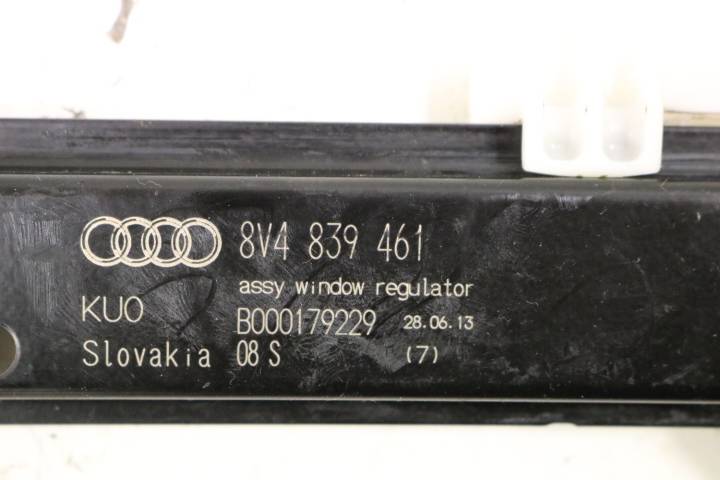 8V4 839 461
assy window regulator
KUO B000179229 28.06.13
Slovakia 08 S (7)